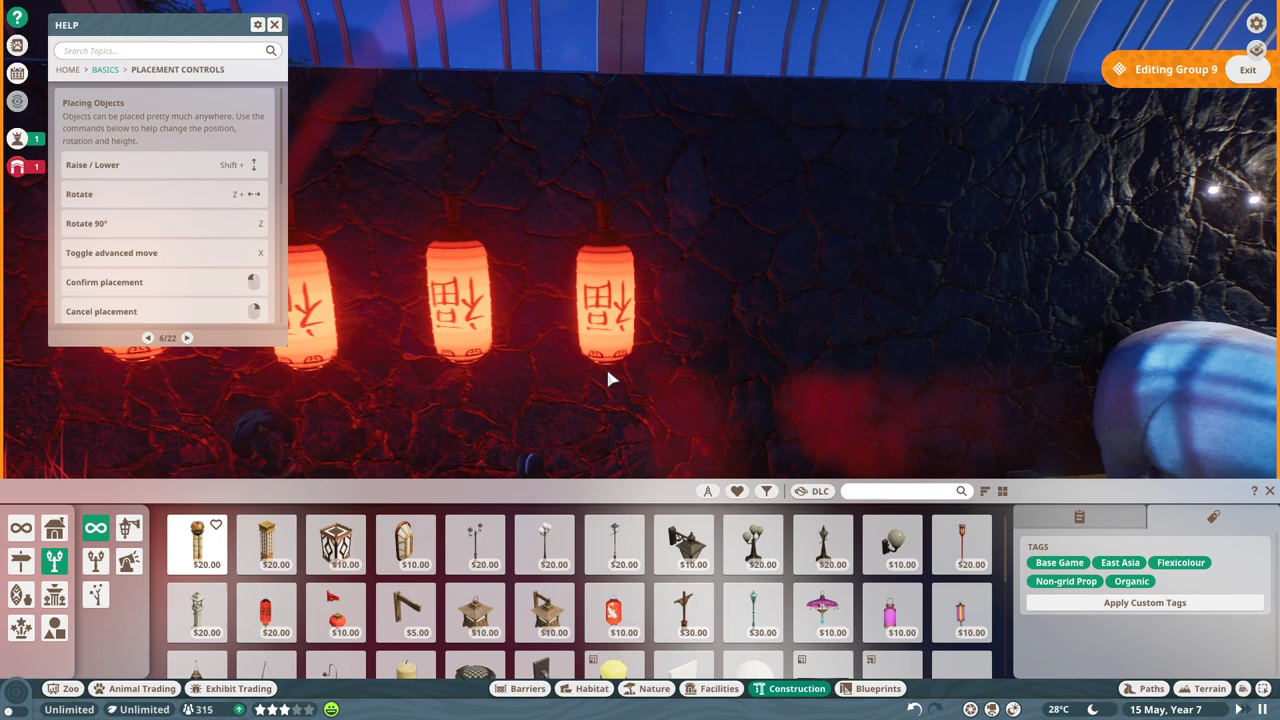 HELP
Search Topics...
HOME > BASICS > PLACEMENT CONTROLS
Placing Objects
Objects can be placed pretty much anywhere. Use the
commands below to help change the position,
rotation and height.
Raise / Lower Shift +
Rotate Z +
Rotate 90° Z
Toggle advanced move X
Confirm placement
Cancel placement
6/22
1
1
Editing Group 9
Exit
福
福
DLC
$20.00 $20.00 $10.00 $10.00 $20.00 $20.00 $20.00 $10.00 $20.00 $20.00 $10.00 $20.00
$20.00 $20.00 $10.00 $5.00 $10.00 $10.00 $10.00 $30.00 $30.00 $10.00 $10.00 $10.00
?
TAGS
Base Game East Asia Flexicolour
Non-grid Prop Organic
Apply Custom Tags
Zoo Animal Trading Exhibit Trading Barriers Habitat Nature Facilities Construction Blueprints Paths Terrain
Unlimited Unlimited 315 28°C 15 May, Year 7